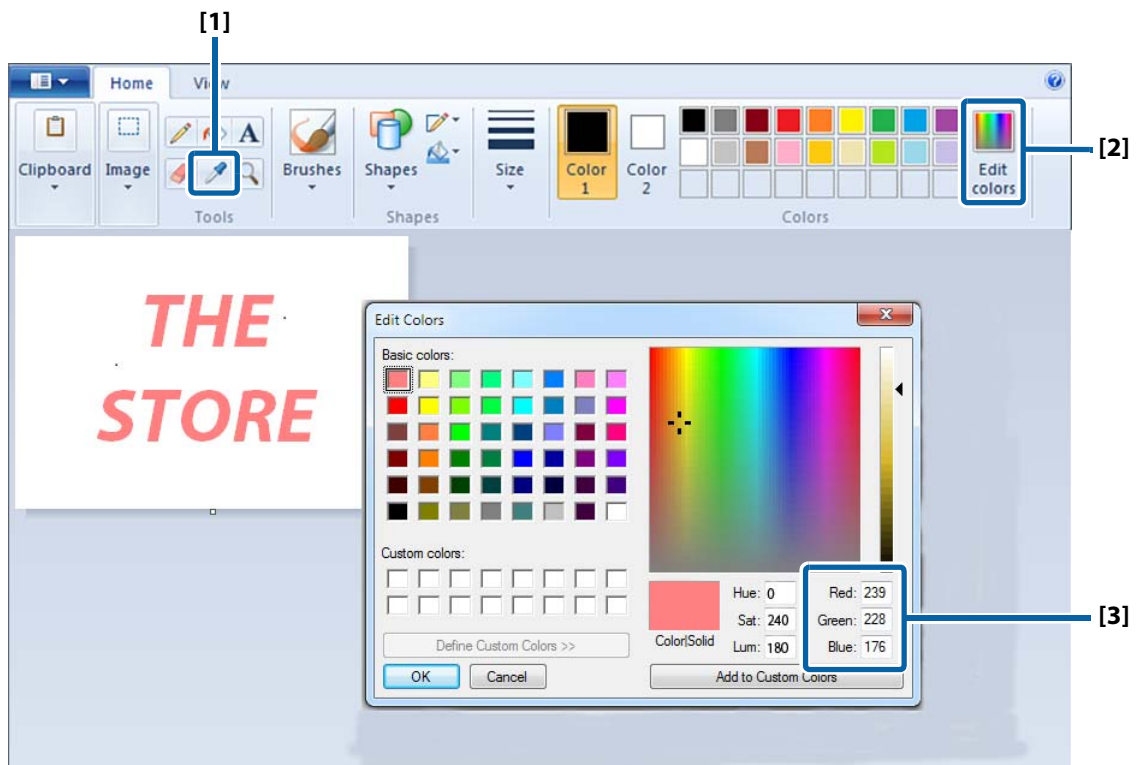 [1]
Home View
Clipboard Image A Brushes Shapes Size Color 1 Color 2 Edit colors
[2]
Tools Shapes Colors
THE
STORE
Edit Colors
Basic colors:
Custom colors:
Define Custom Colors >>
OK Cancel
Color|Solid
Hue: 0 Red: 239
Sat: 240 Green: 228
Lum: 180 Blue: 176
Add to Custom Colors
[3]